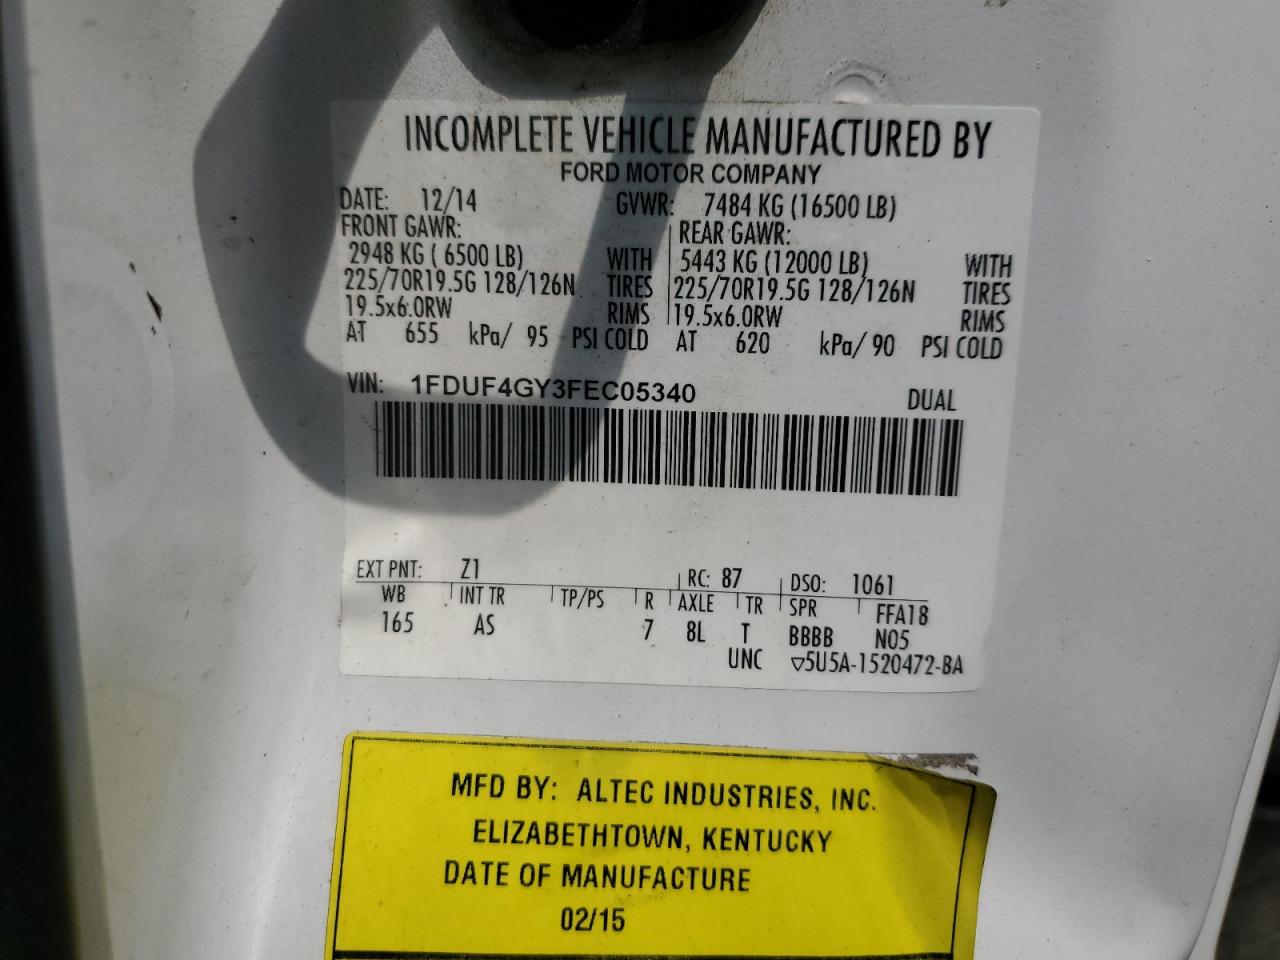 INCOMPLETE VEHICLE MANUFACTURED BY
FORD MOTOR COMPANY
DATE: 12/14 GVWR: 7484 KG (16500 LB)
FRONT GAWR: REAR GAWR:
2948 KG ( 6500 LB) WITH 5443 KG (12000 LB) WITH
225/70R19.5G 128/126N TIRES 225/70R19.5G 128/126N TIRES
19.5x6.0RW RIMS 19.5x6.0RW RIMS
AT 655 kPa/ 95 PSI COLD AT 620 kPa/ 90 PSI COLD
VIN: 1FDUF4GY3FEC05340 DUAL
EXT PNT: Z1 RC: 87 DSO: 1061
WB INT TR TP/PS R AXLE TR SPR FFA18
165 AS 7 8L T BBBB N05
UNC ▽5U5A-1520472-BA
MFD BY: ALTEC INDUSTRIES, INC.
ELIZABETHTOWN, KENTUCKY
DATE OF MANUFACTURE
02/15